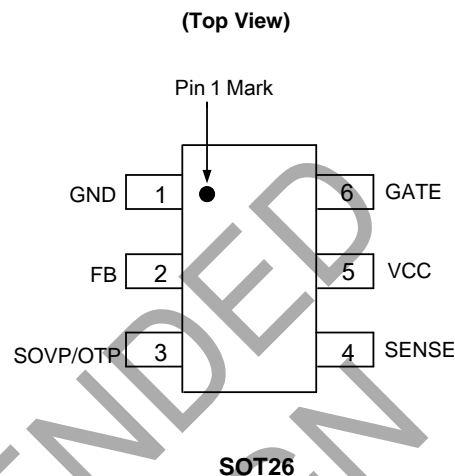 (Top View)
Pin 1 Mark
GND 1 6 GATE
FB 2 5 VCC
SOVP/OTP 3 4 SENSE
SOT26